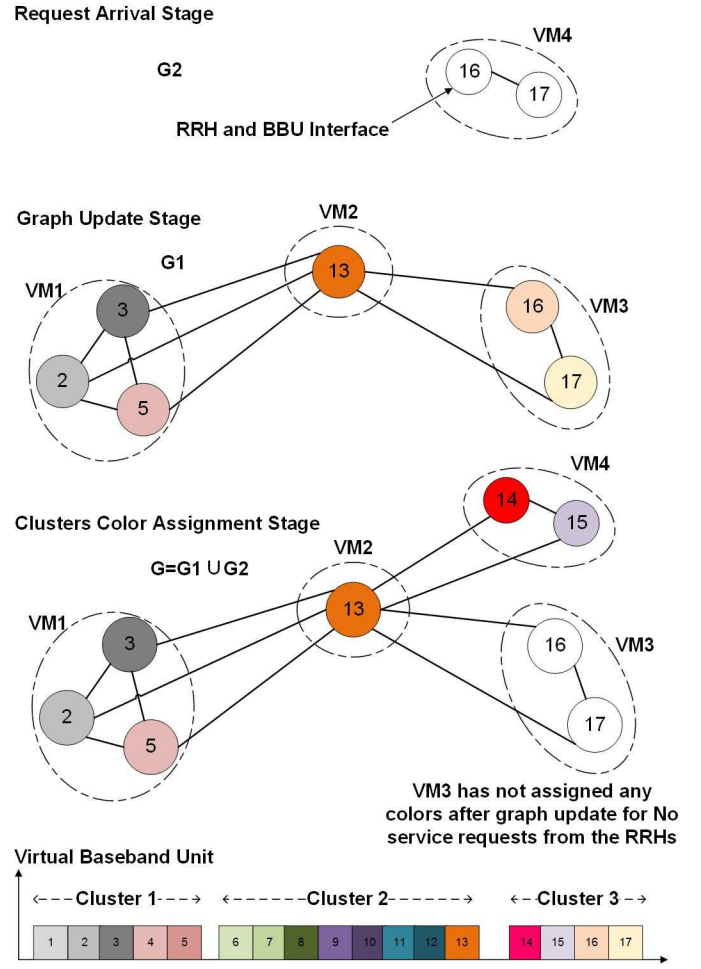 Request Arrival Stage
VM4
G2
16
17
RRH and BBU Interface
Graph Update Stage
VM2
G1
VM1
13
3
16
VM3
2
17
5
VM4
14
15
Clusters Color Assignment Stage
VM2
G=G1 ∪G2
13
VM1
3
16
VM3
2
17
5
VM3 has not assigned any
colors after graph update for No
service requests from the RRHs
Virtual Baseband Unit
Cluster 1
Cluster 2
Cluster 3
1 2 3 4 5 6 7 8 9 10 11 12 13 14 15 16 17